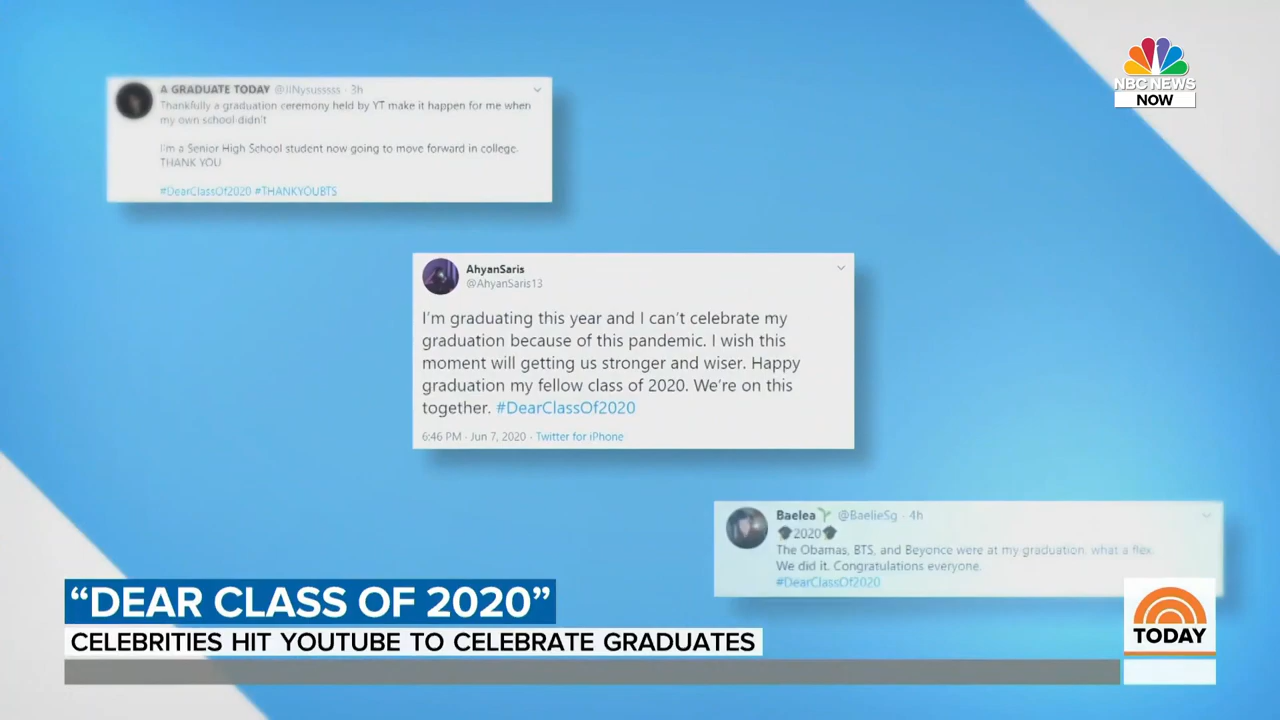 NBC NEWS
NOW
A GRADUATE TODAY @JINysusssss · 3h
Thankfully a graduation ceremony held by YT make it happen for me when
my own school didn't
I'm a Senior High School student now going to move forward in college.
THANK YOU
#DearClassOf2020 #THANKYOUBTS
AhyanSaris
@AhyanSaris13
I'm graduating this year and I can't celebrate my
graduation because of this pandemic. I wish this
moment will getting us stronger and wiser. Happy
graduation my fellow class of 2020. We're on this
together. #DearClassOf2020
6:46 PM · Jun 7, 2020 · Twitter for iPhone
Baelea @BaelieSg · 4h
2020
The Obamas, BTS, and Beyonce were at my graduation, what a flex.
We did it. Congratulations everyone.
#DearClassOf2020
“DEAR CLASS OF 2020”
CELEBRITIES HIT YOUTUBE TO CELEBRATE GRADUATES
TODAY